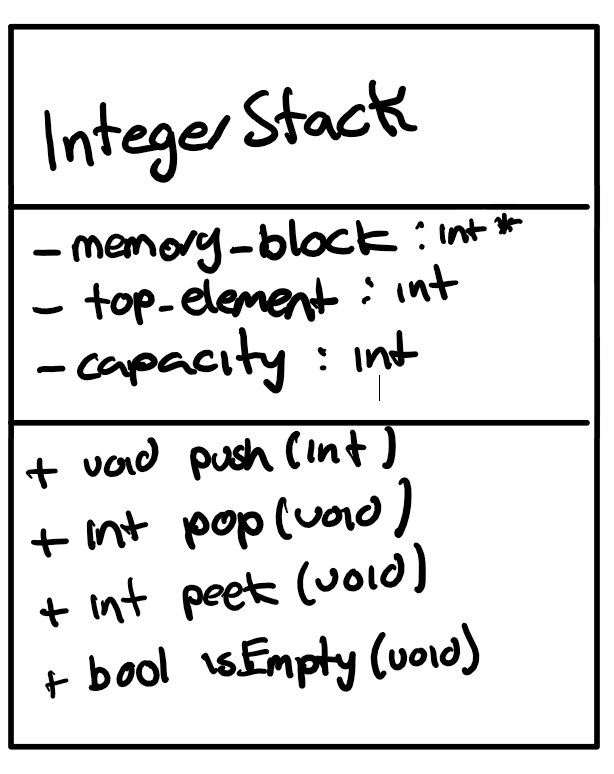 IntegerStack
- memory_block : int*
- top_element : int
- capacity : int
+ void push (int)
+ int pop (void)
+ int peek (void)
+ bool isEmpty (void)